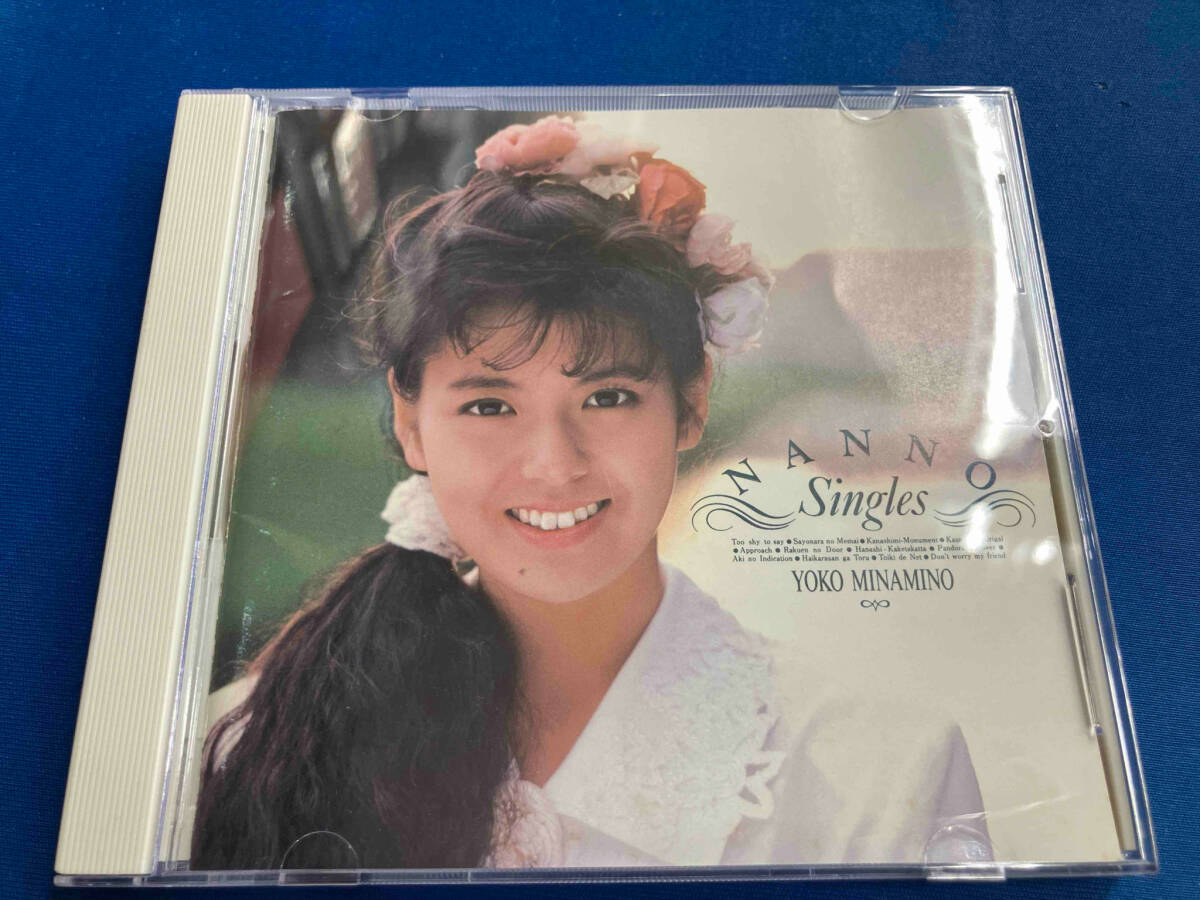 NANNO
Singles
Too shy to say●Sayonara no Memai●Kanashimi-Monument●
●Approach●Rakuen no Door●Hanashi-Kaketakatta●
Aki no Indication●Haikarasan ga Toru●Toiki de Net●Don't worry my friend
YOKO MINAMINO